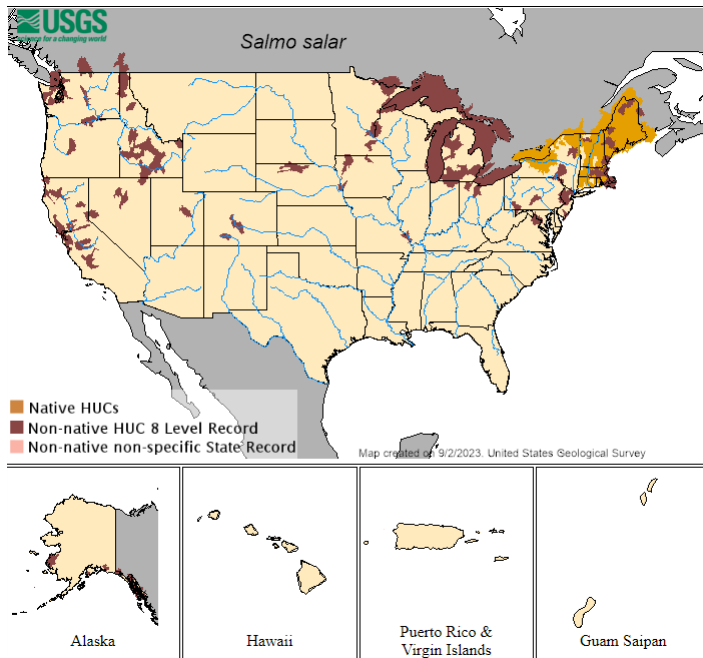 USGS
science for a changing world
Salmo salar
Native HUCs
Non-native HUC 8 Level Record
Non-native non-specific State Record
Map created on 9/2/2023. United States Geological Survey
Alaska
Hawaii
Puerto Rico &
Virgin Islands
Guam Saipan